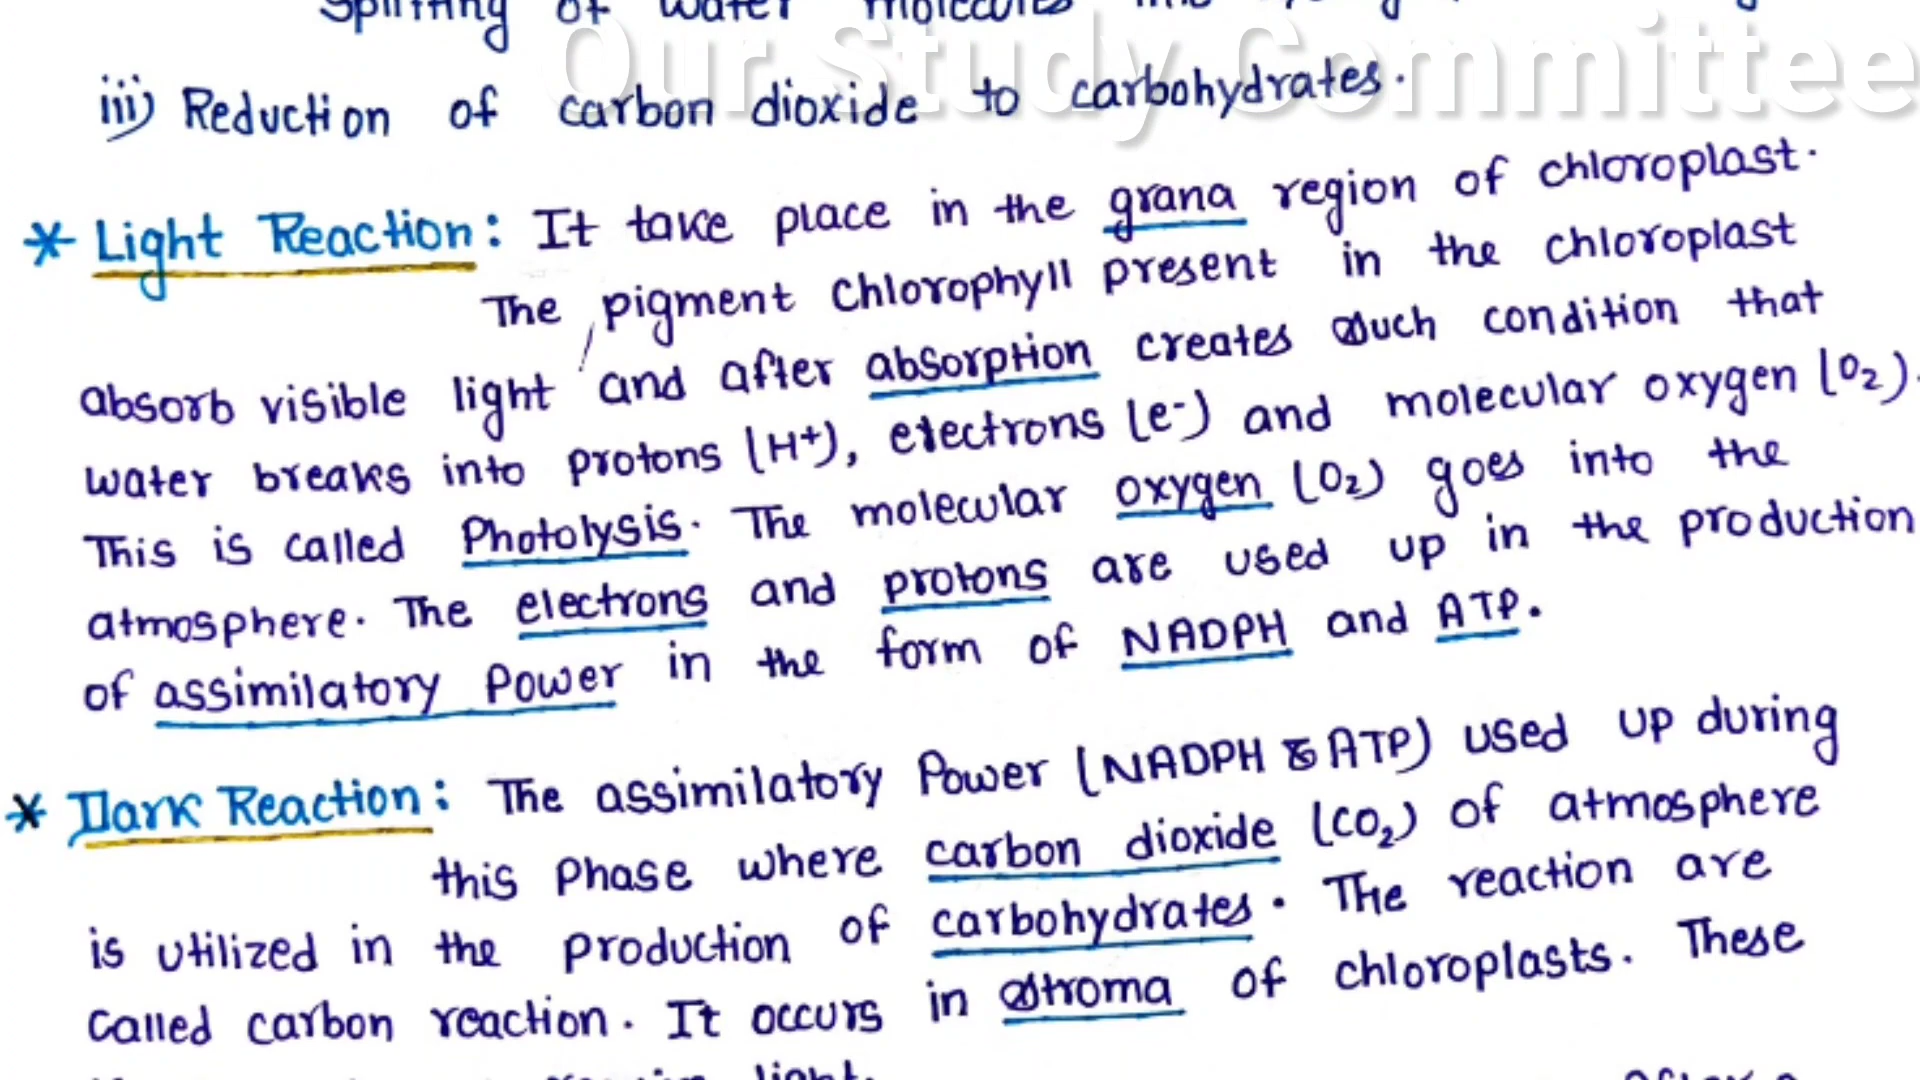 Splitting of water molecules into
Our Study Committee
iii) Reduction of carbon dioxide to carbohydrates.
* Light Reaction: It take place in the grana region of chloroplast.
The pigment chlorophyll present in the chloroplast
absorb visible light and after absorption creates such condition that
water breaks into protons (H+), electrons (e-) and molecular oxygen (O₂).
This is called Photolysis. The molecular oxygen (O₂) goes into the
atmosphere. The electrons and protons are used up in the production
of assimilatory Power in the form of NADPH and ATP.
* Dark Reaction: The assimilatory Power (NADPH & ATP) used up during
this Phase where carbon dioxide (CO₂) of atmosphere
is utilized in the production of carbohydrates. The reaction are
called carbon reaction. It occurs in stroma of chloroplasts. These
light.